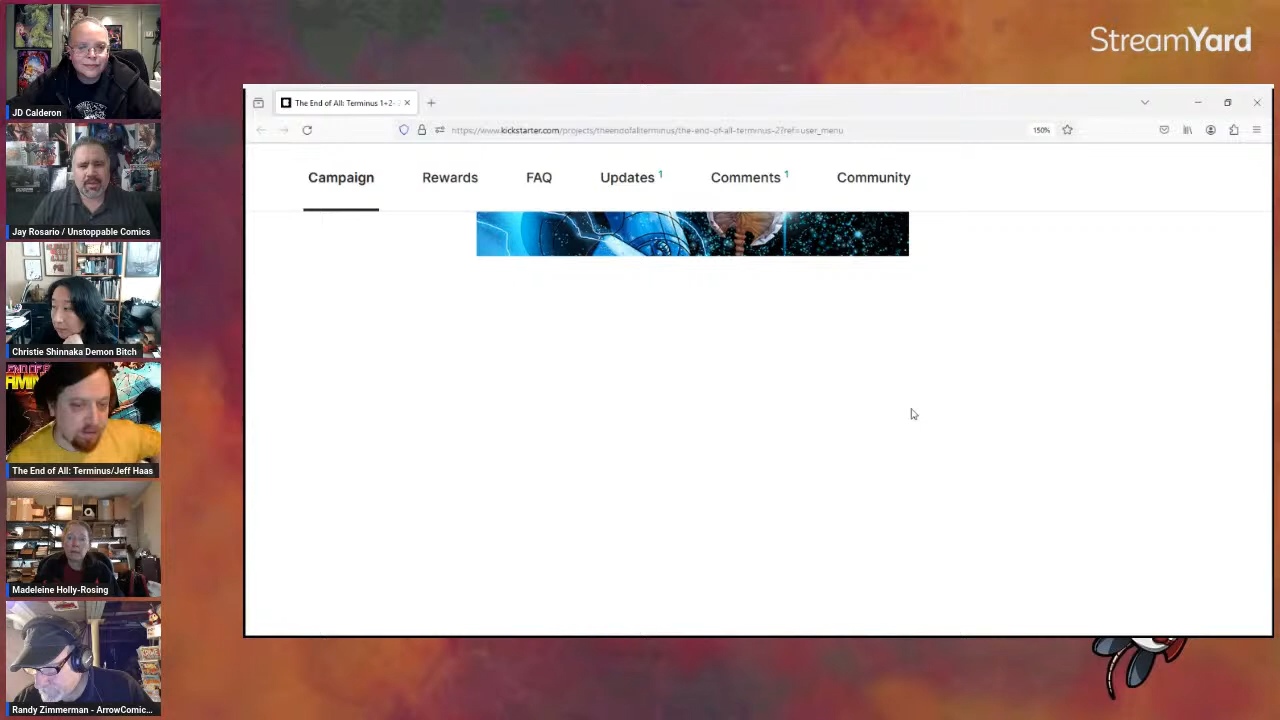 StreamYard
JD Calderon
Jay Rosario / Unstoppable Comics
Christie Shinnaka Demon Bitch
The End of All: Terminus/Jeff Haas
Madeleine Holly-Rosing
Randy Zimmerman - ArrowComic...
The End of All: Terminus 1+2-
https://www.kickstarter.com/projects/theendofallterminus/the-end-of-all-terminus-2?ref=user_menu
150%
Campaign
Rewards
FAQ
Updates 1
Comments 1
Community